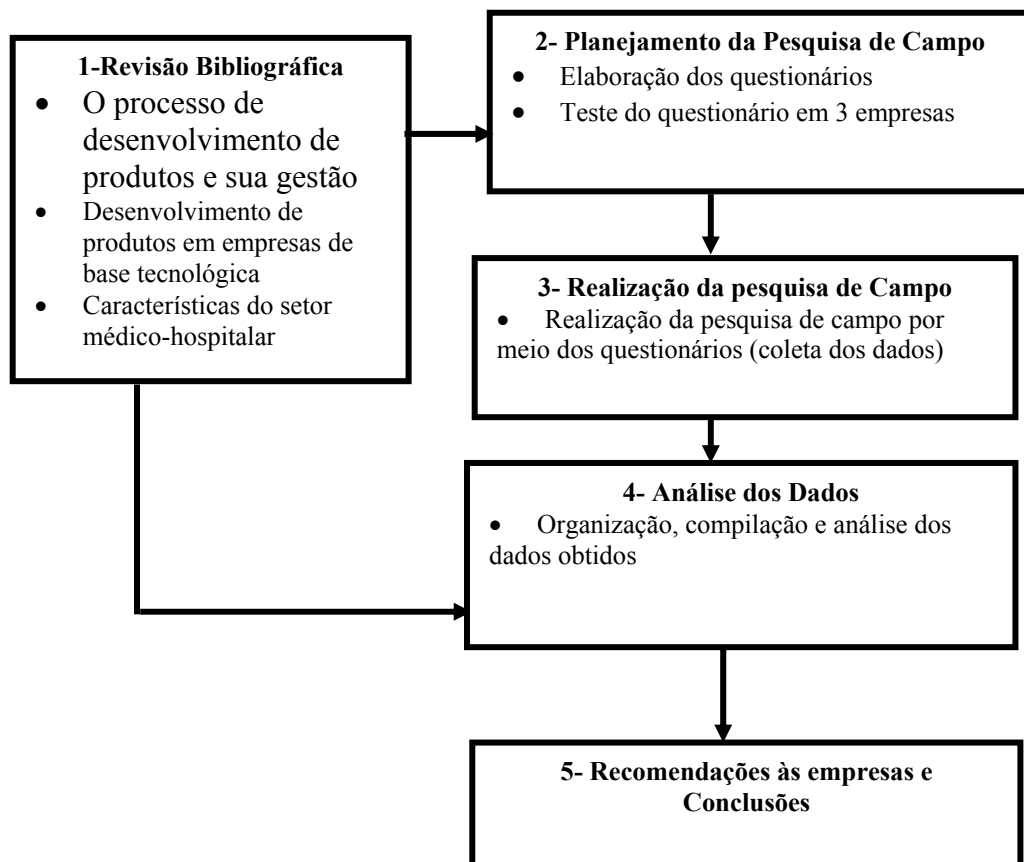 1-Revisão Bibliográfica
• O processo de
desenvolvimento de
produtos e sua gestão
• Desenvolvimento de
produtos em empresas de
base tecnológica
• Características do setor
médico-hospitalar
2- Planejamento da Pesquisa de Campo
• Elaboração dos questionários
• Teste do questionário em 3 empresas
3- Realização da pesquisa de Campo
• Realização da pesquisa de campo por
meio dos questionários (coleta dos dados)
4- Análise dos Dados
• Organização, compilação e análise dos
dados obtidos
5- Recomendações às empresas e
Conclusões